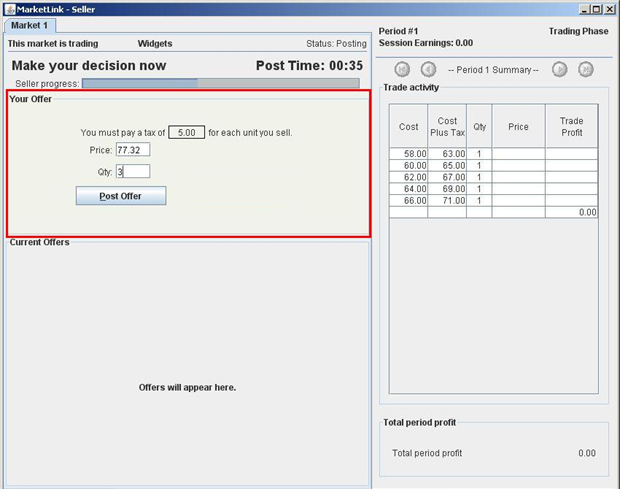 MarketLink - Seller
Market 1
This market is trading Widgets Status: Posting
Make your decision now Post Time: 00:35
Seller progress:
Your Offer
You must pay a tax of 5.00 for each unit you sell.
Price: 77.32
Qty: 3
Post Offer
Current Offers
Offers will appear here.
Period #1 Trading Phase
Session Earnings: 0.00
-- Period 1 Summary --
Trade activity
Cost Cost Plus Tax Qty Price Trade Profit
58.00 63.00 1
60.00 65.00 1
62.00 67.00 1
64.00 69.00 1
66.00 71.00 1
0.00
Total period profit
Total period profit 0.00